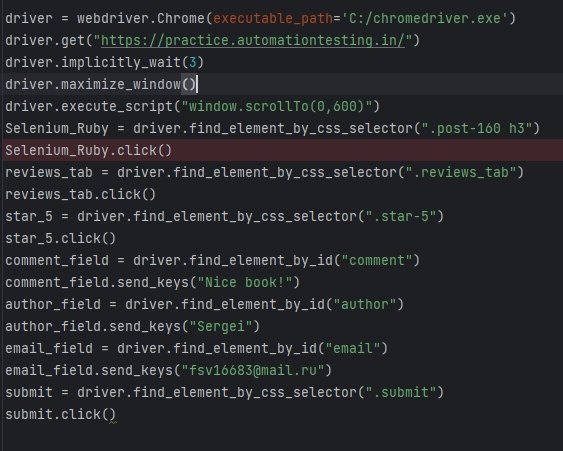 driver = webdriver.Chrome(executable_path='C:/chromedriver.exe')
driver.get("https://practice.automationtesting.in/")
driver.implicitly_wait(3)
driver.maximize_window()
driver.execute_script("window.scrollTo(0,600)")
Selenium_Ruby = driver.find_element_by_css_selector(".post-160 h3")
Selenium_Ruby.click()
reviews_tab = driver.find_element_by_css_selector(".reviews_tab")
reviews_tab.click()
star_5 = driver.find_element_by_css_selector(".star-5")
star_5.click()
comment_field = driver.find_element_by_id("comment")
comment_field.send_keys("Nice book!")
author_field = driver.find_element_by_id("author")
author_field.send_keys("Sergei")
email_field = driver.find_element_by_id("email")
email_field.send_keys("fsv16683@mail.ru")
submit = driver.find_element_by_css_selector(".submit")
submit.click()